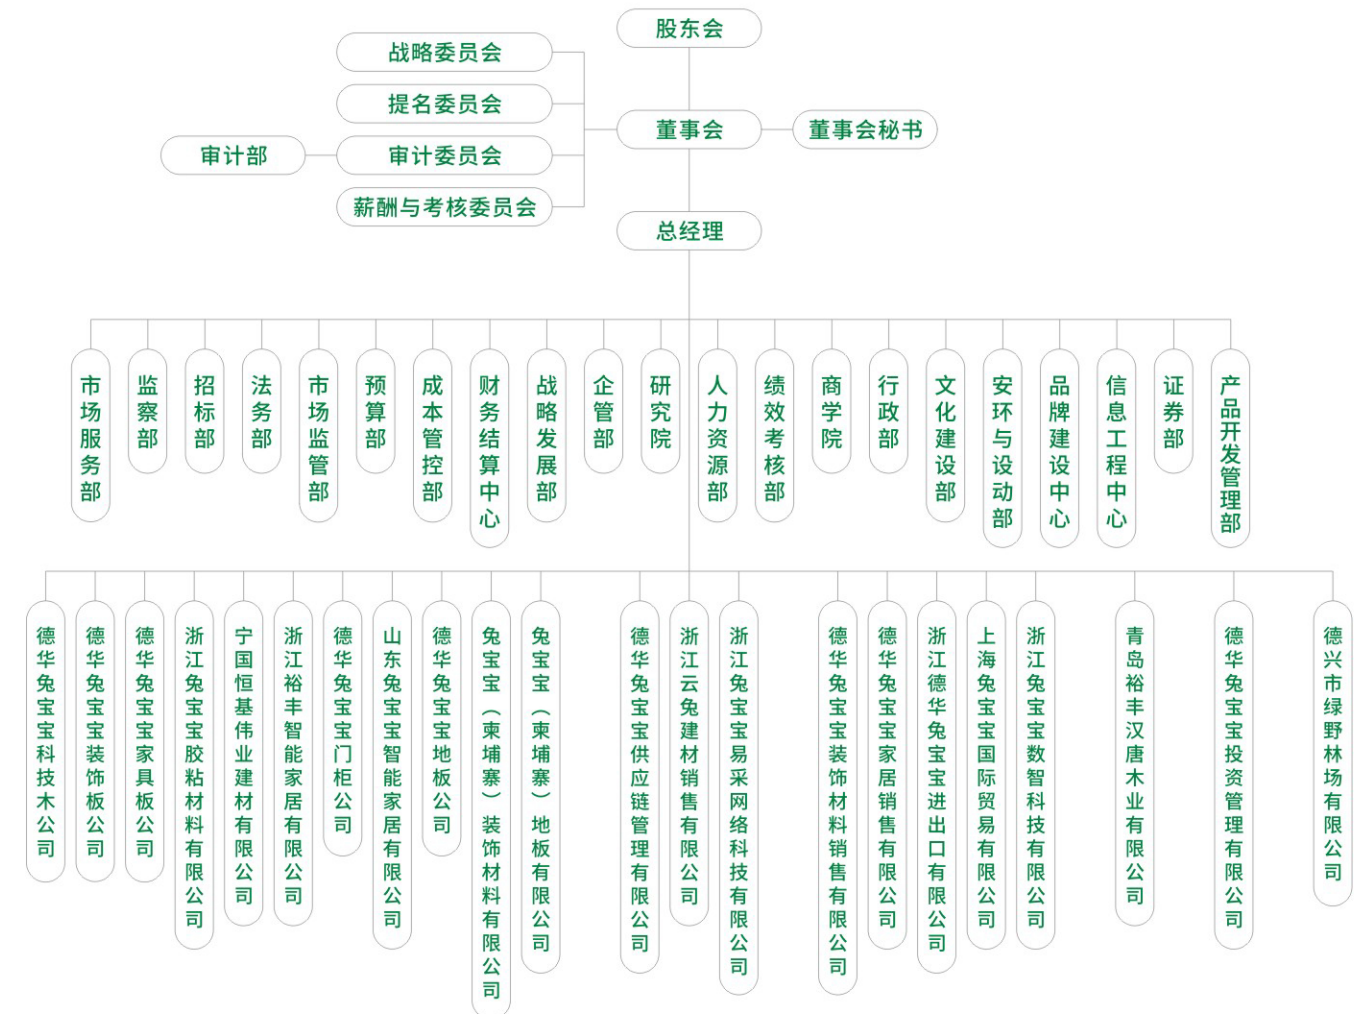 股东会
战略委员会
提名委员会
董事会
董事会秘书
审计部
审计委员会
薪酬与考核委员会
总经理
市场服务部
监察部
招标部
法务部
市场监管部
预算部
成本管控部
财务结算中心
战略发展部
企管部
研究院
人力资源部
绩效考核部
商学院
行政部
文化建设部
安环与设动部
品牌建设中心
信息工程中心
证券部
产品开发管理部
德华兔宝宝科技木公司
德华兔宝宝装饰板公司
德华兔宝宝家具板公司
浙江兔宝宝胶粘材料有限公司
宁国恒基伟业建材有限公司
浙江裕丰智能家居有限公司
德华兔宝宝门柜公司
山东兔宝宝智能家居有限公司
德华兔宝宝地板公司
兔宝宝（柬埔寨）装饰材料有限公司
兔宝宝（柬埔寨）地板有限公司
德华兔宝宝供应链管理有限公司
浙江云兔建材销售有限公司
浙江兔宝宝易采网络科技有限公司
德华兔宝宝装饰材料销售有限公司
德华兔宝宝家居销售有限公司
浙江德华兔宝宝进出口有限公司
上海兔宝宝国际贸易有限公司
浙江兔宝宝数智科技有限公司
青岛裕丰汉唐木业有限公司
德华兔宝宝投资管理有限公司
德兴市绿野林场有限公司